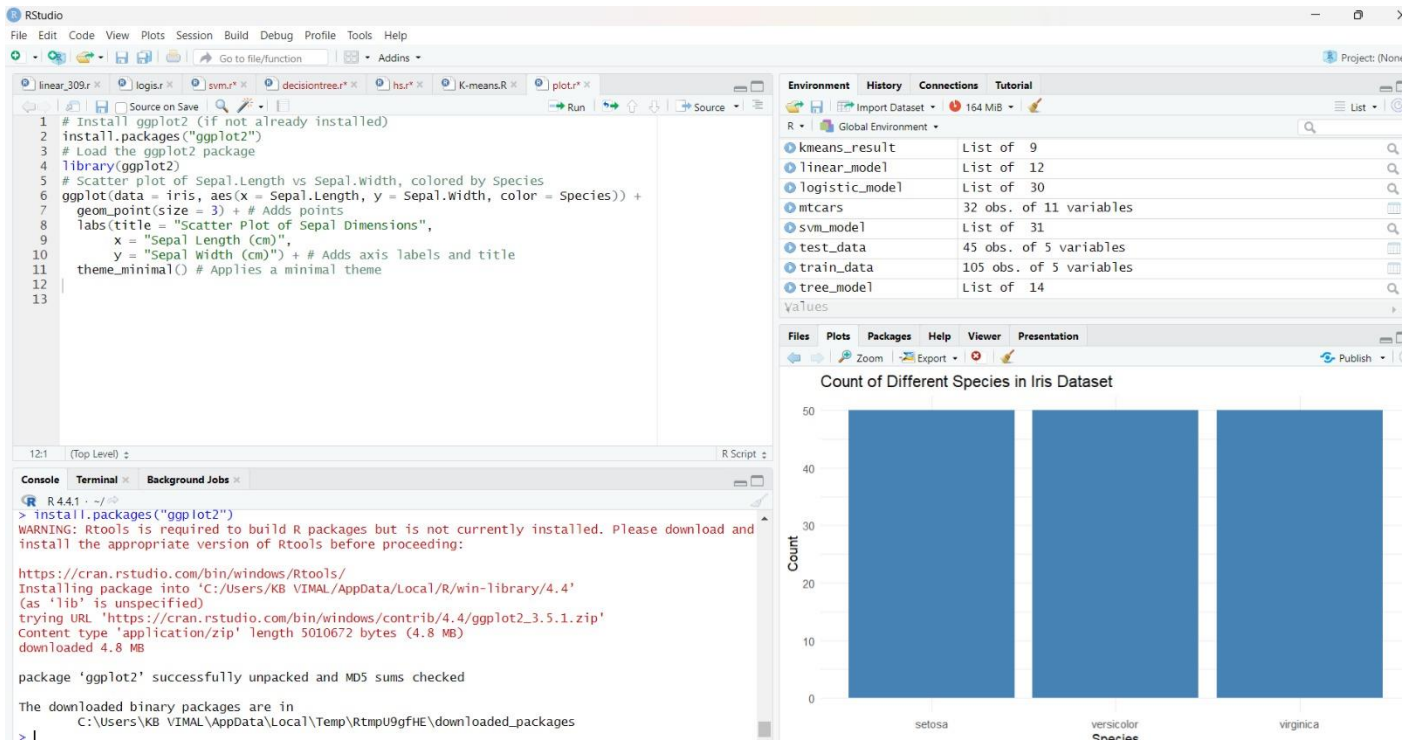 RStudio
File Edit Code View Plots Session Build Debug Profile Tools Help
Go to file/function Addins Project: (None
linear_309.r logis.r svm.r* decisiontree.r* hs.r* K-means.R plot.r*
Source on Save Run Source
1 # Install ggplot2 (if not already installed)
2 install.packages("ggplot2")
3 # Load the ggplot2 package
4 library(ggplot2)
5 # Scatter plot of Sepal.Length vs Sepal.Width, colored by Species
6 ggplot(data = iris, aes(x = Sepal.Length, y = Sepal.Width, color = Species)) +
7 geom_point(size = 3) + # Adds points
8 labs(title = "Scatter Plot of Sepal Dimensions",
9 x = "Sepal Length (cm)",
10 y = "Sepal Width (cm)") + # Adds axis labels and title
11 theme_minimal() # Applies a minimal theme
12
13
12:1 (Top Level) R Script
Console Terminal Background Jobs
R 4.4.1 · ~/
> install.packages("ggplot2")
WARNING: Rtools is required to build R packages but is not currently installed. Please download and
install the appropriate version of Rtools before proceeding:
https://cran.rstudio.com/bin/windows/Rtools/
Installing package into ‘C:/Users/KB VIMAL/AppData/Local/R/win-library/4.4’
(as ‘lib’ is unspecified)
trying URL 'https://cran.rstudio.com/bin/windows/contrib/4.4/ggplot2_3.5.1.zip'
Content type 'application/zip' length 5010672 bytes (4.8 MB)
downloaded 4.8 MB
package ‘ggplot2’ successfully unpacked and MD5 sums checked
The downloaded binary packages are in
C:\Users\KB VIMAL\AppData\Local\Temp\RtmpU9gfHE\downloaded_packages
>
Environment History Connections Tutorial
Import Dataset 164 MiB List
R Global Environment
kmeans_result List of 9
linear_model List of 12
logistic_model List of 30
mtcars 32 obs. of 11 variables
svm_model List of 31
test_data 45 obs. of 5 variables
train_data 105 obs. of 5 variables
tree_model List of 14
Values
Files Plots Packages Help Viewer Presentation
Zoom Export Publish
Count of Different Species in Iris Dataset
50
40
30
20
10
0
Count
setosa versicolor virginica
Species